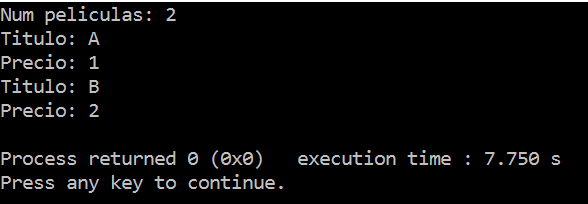 Num peliculas: 2
Titulo: A
Precio: 1
Titulo: B
Precio: 2
Process returned 0 (0x0)   execution time : 7.750 s
Press any key to continue.